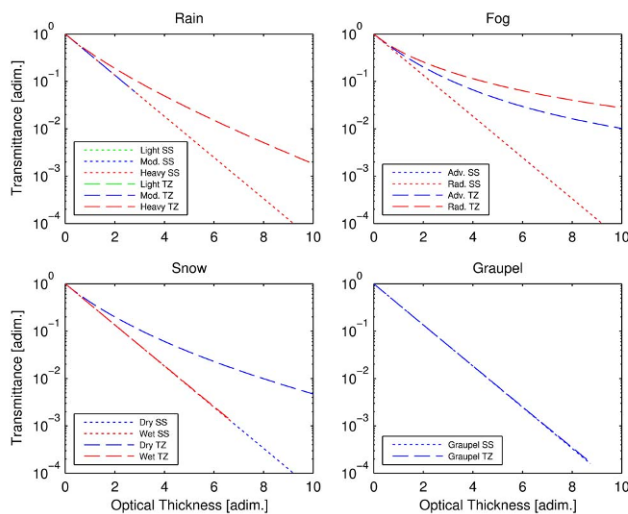 Rain
Transmittance [adim.]
10^0
10^-1
10^-2
10^-3
10^-4
0 2 4 6 8 10
Light SS
Mod. SS
Heavy SS
Light TZ
Mod. TZ
Heavy TZ
Fog
10^0
10^-1
10^-2
10^-3
10^-4
0 2 4 6 8 10
Adv. SS
Rad. SS
Adv. TZ
Rad. TZ
Snow
Transmittance [adim.]
10^0
10^-1
10^-2
10^-3
10^-4
0 2 4 6 8 10
Optical Thickness [adim.]
Dry SS
Wet SS
Dry TZ
Wet TZ
Graupel
10^0
10^-1
10^-2
10^-3
10^-4
0 2 4 6 8 10
Optical Thickness [adim.]
Graupel SS
Graupel TZ